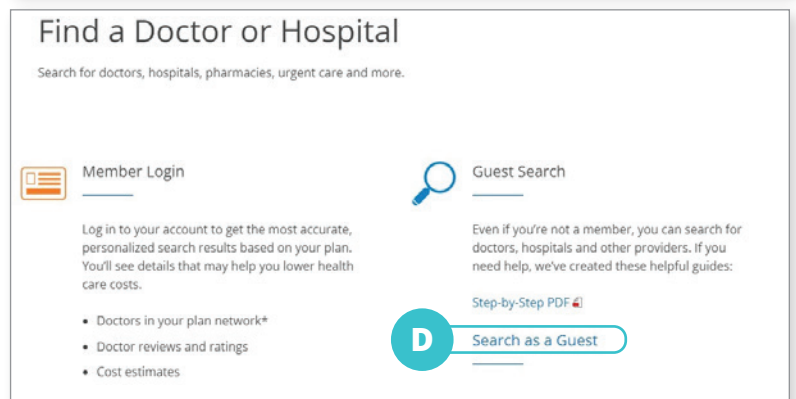 Find a Doctor or Hospital
Search for doctors, hospitals, pharmacies, urgent care and more.
Member Login
Log in to your account to get the most accurate,
personalized search results based on your plan.
You'll see details that may help you lower health
care costs.
• Doctors in your plan network*
• Doctor reviews and ratings
• Cost estimates
Guest Search
Even if you're not a member, you can search for
doctors, hospitals and other providers. If you
need help, we've created these helpful guides:
Step-by-Step PDF
D
Search as a Guest